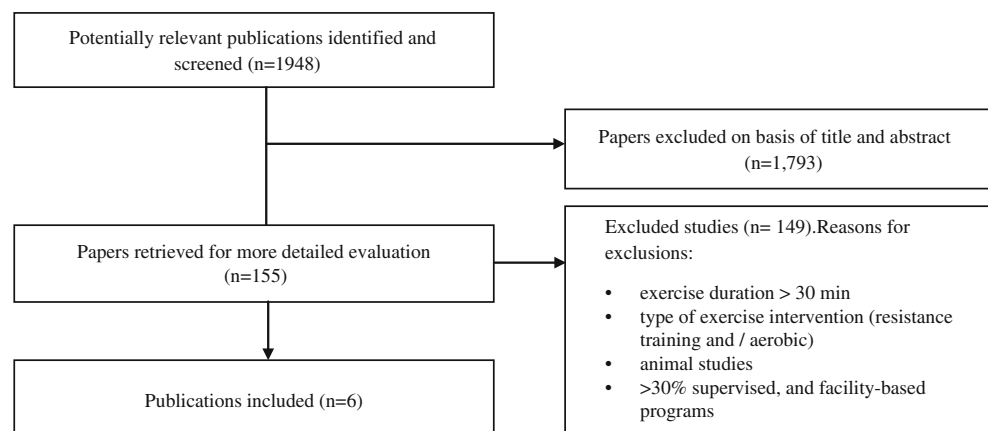 Potentially relevant publications identified and
screened (n=1948)
Papers excluded on basis of title and abstract
(n=1,793)
Papers retrieved for more detailed evaluation
(n=155)
Excluded studies (n= 149).Reasons for
exclusions:
• exercise duration > 30 min
• type of exercise intervention (resistance
training and / aerobic)
• animal studies
• >30% supervised, and facility-based
programs
Publications included (n=6)